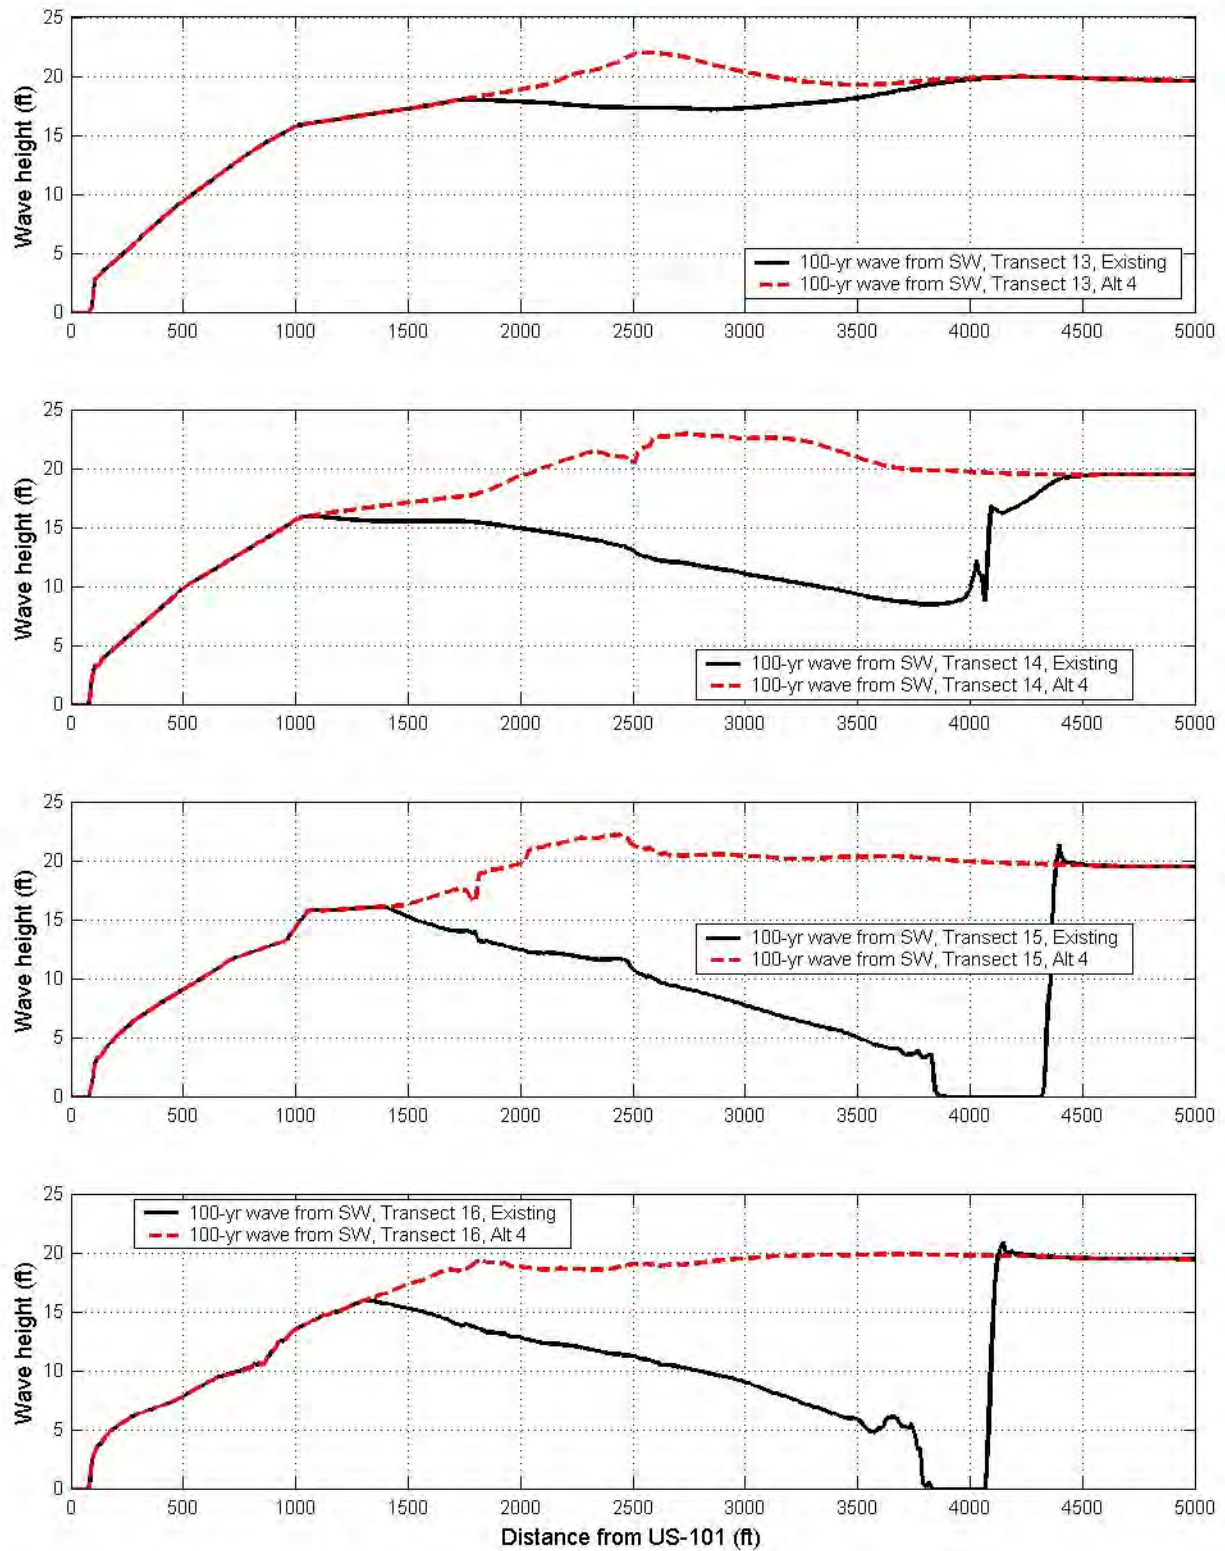 25
20
15
10
5
0
Wave height (ft)
100-yr wave from SW, Transect 13, Existing
100-yr wave from SW, Transect 13, Alt 4
0 500 1000 1500 2000 2500 3000 3500 4000 4500 5000
25
20
15
10
5
0
Wave height (ft)
100-yr wave from SW, Transect 14, Existing
100-yr wave from SW, Transect 14, Alt 4
0 500 1000 1500 2000 2500 3000 3500 4000 4500 5000
25
20
15
10
5
0
Wave height (ft)
100-yr wave from SW, Transect 15, Existing
100-yr wave from SW, Transect 15, Alt 4
0 500 1000 1500 2000 2500 3000 3500 4000 4500 5000
25
20
15
10
5
0
Wave height (ft)
100-yr wave from SW, Transect 16, Existing
100-yr wave from SW, Transect 16, Alt 4
0 500 1000 1500 2000 2500 3000 3500 4000 4500 5000
Distance from US-101 (ft)